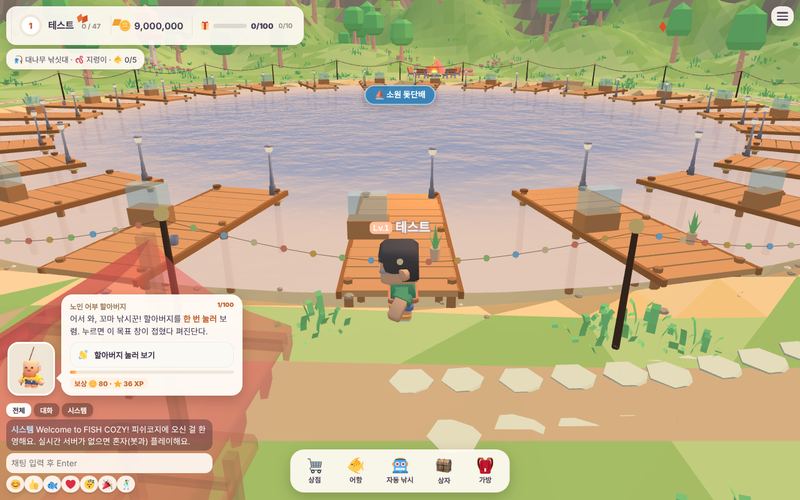 1 테스트 0 / 47 9,000,000 0/100 0/10
대나무 낚싯대 · 지렁이 · 0/5
소원 돛단배
Lv.1 테스트
노인 어부 할아버지 1/100
어서 와, 꼬마 낚시꾼! 할아버지를 한 번 눌러 보
렴. 누르면 이 목표 창이 접혔다 펴진단다.
할아버지 눌러 보기
보상 80 · 36 XP
전체 대화 시스템
시스템 Welcome to FISH COZY! 피쉬코지에 오신 걸 환
영해요. 실시간 서버가 없으면 혼자(봇과) 플레이해요.
채팅 입력 후 Enter
상점 어항 자동 낚시 상자 가방